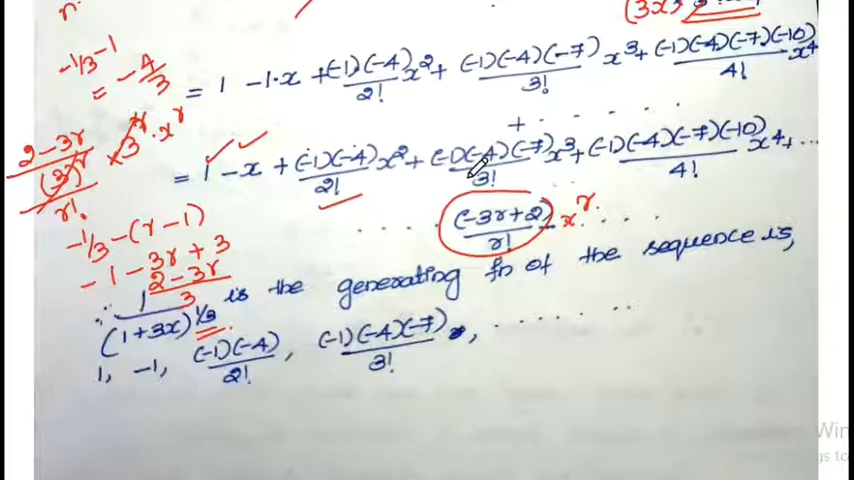 n.
(3x)
-1/3 -1
= -4/3
= 1 - 1·x + (-1)(-4)/2! x² + (-1)(-4)(-7)/3! x³ + (-1)(-4)(-7)(-10)/4! x⁴
+ . . . . .
2-3r/(3)^r/r! × 3^r · x^r
= 1 - x + (-1)(-4)/2! x² + (-1)(-4)(-7)/3! x³ + (-1)(-4)(-7)(-10)/4! x⁴ + ...
. . . . (-3r+2)/r! x^r. . . . .
-1/3 -(r-1)
-1 -3r + 3
2-3r/3
∴ 1/(1+3x)^1/3 is the generating fn of the sequence is,
1, -1, (-1)(-4)/2!, (-1)(-4)(-7)/3!, . . . . . . . .